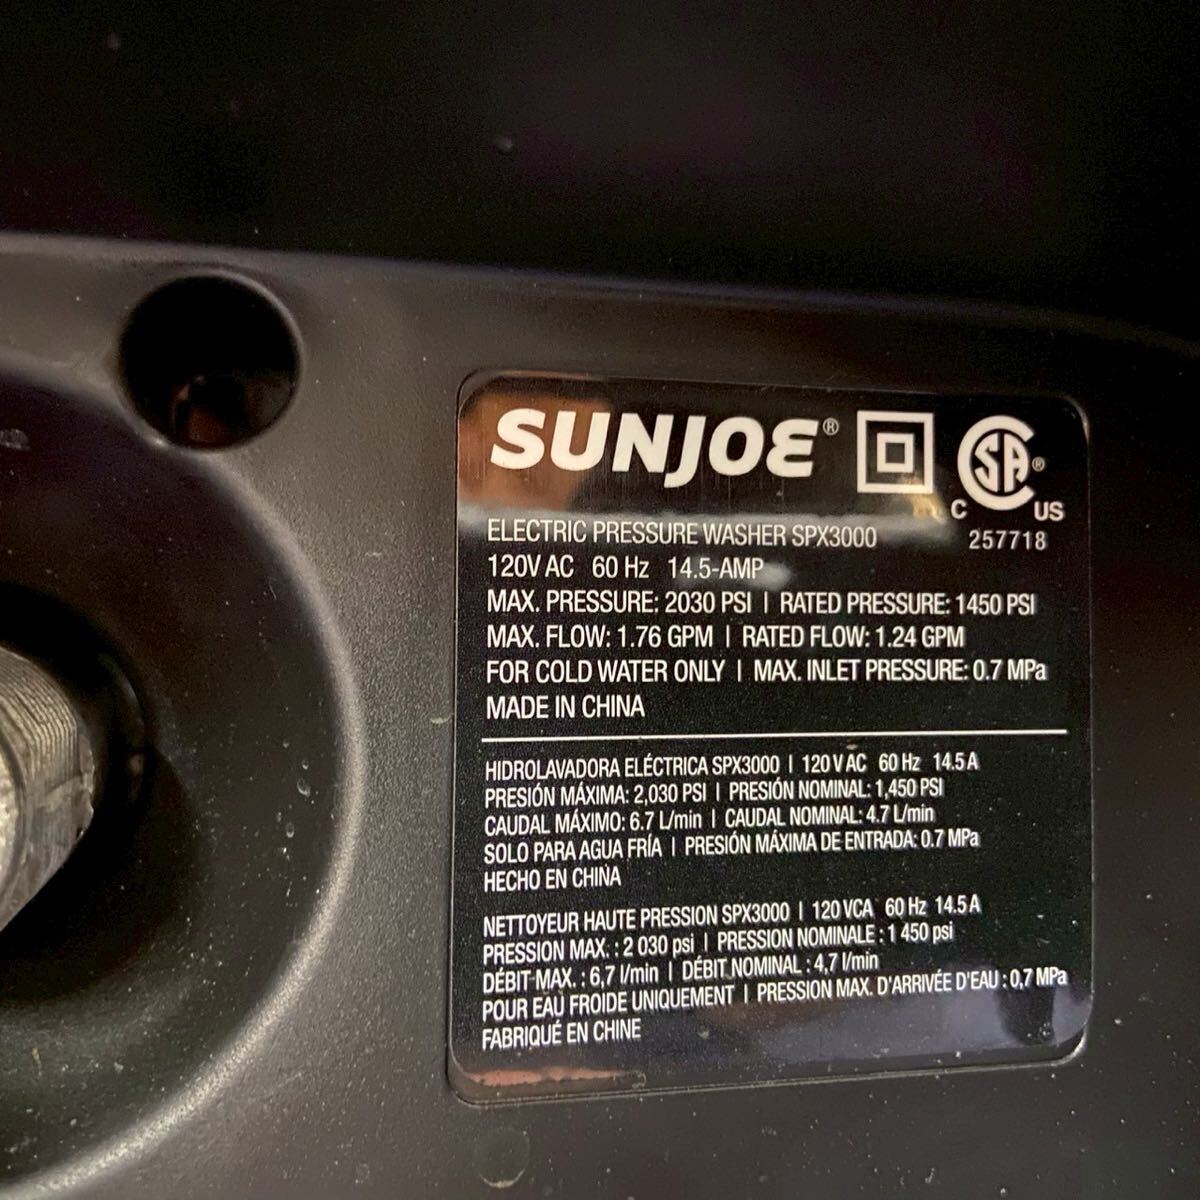 SUNJOE®
CSA® C US
257718
ELECTRIC PRESSURE WASHER SPX3000
120V AC 60 Hz 14.5-AMP
MAX. PRESSURE: 2030 PSI | RATED PRESSURE: 1450 PSI
MAX. FLOW: 1.76 GPM | RATED FLOW: 1.24 GPM
FOR COLD WATER ONLY | MAX. INLET PRESSURE: 0.7 MPa
MADE IN CHINA
HIDROLAVADORA ELÉCTRICA SPX3000 | 120 V AC 60 Hz 14.5 A
PRESIÓN MÁXIMA: 2,030 PSI | PRESIÓN NOMINAL: 1,450 PSI
CAUDAL MÁXIMO: 6.7 L/min | CAUDAL NOMINAL: 4.7 L/min
SOLO PARA AGUA FRÍA | PRESIÓN MÁXIMA DE ENTRADA: 0.7 MPa
HECHO EN CHINA
NETTOYEUR HAUTE PRESSION SPX3000 | 120 VCA 60 Hz 14.5 A
PRESSION MAX. : 2 030 psi | PRESSION NOMINALE : 1 450 psi
DÉBIT MAX. : 6,7 l/min | DÉBIT NOMINAL : 4,7 l/min
POUR EAU FROIDE UNIQUEMENT | PRESSION MAX. D'ARRIVÉE D'EAU : 0,7 MPa
FABRIQUÉ EN CHINE